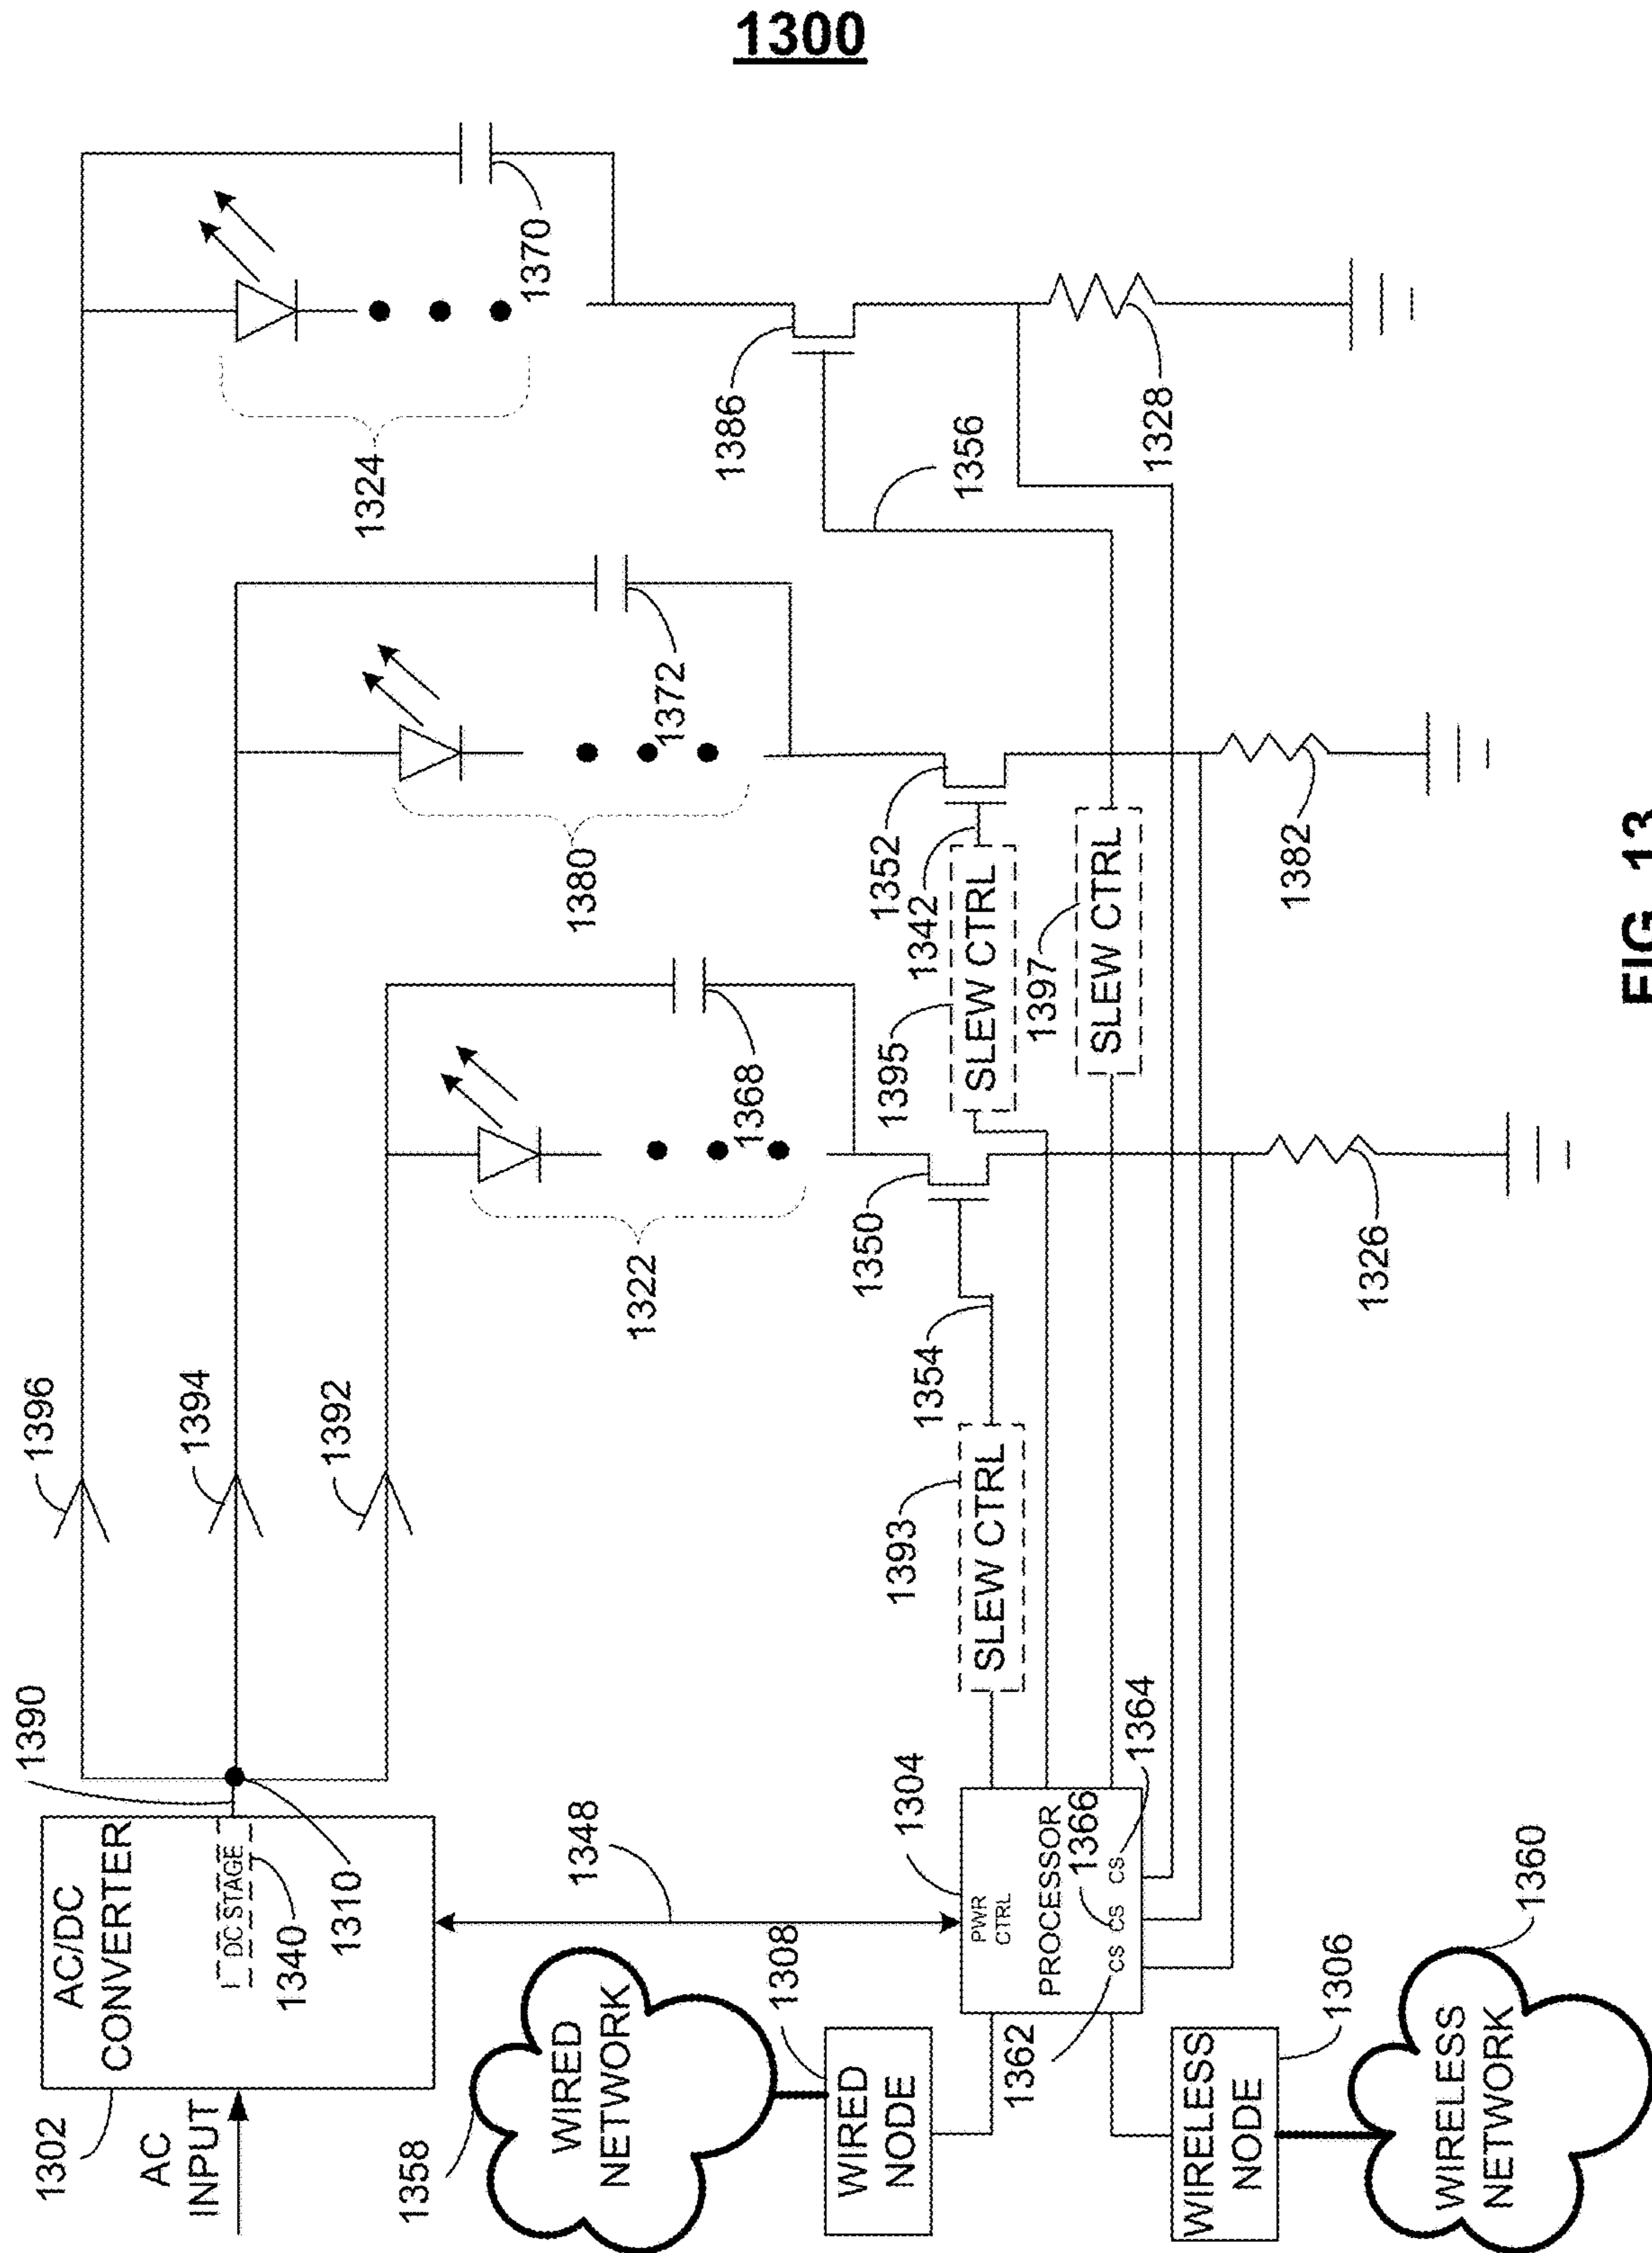 1300
1396
1394
1392
1390
1302
AC
INPUT
AC/DC
CONVERTER
DC STAGE
1340
1310
1348
1324
1370
1380
1372
1322
1368
1386
1356
1328
1352
1342
1395
SLEW CTRL
1397
SLEW CTRL
1382
1350
1354
1393
SLEW CTRL
1326
1304
PWR
CTRL
PROCESSOR
CS
CS
CS
1366
1364
1362
1358
WIRED
NETWORK
1308
WIRED
NODE
1306
WIRELESS
NODE
1360
WIRELESS
NETWORK
FIG. 13